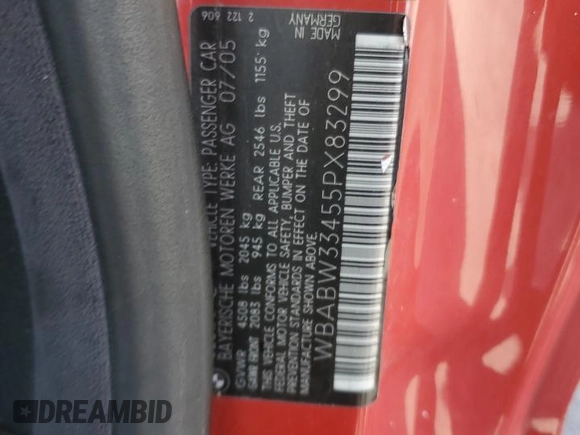 VEHICLE TYPE: PASSENGER CAR
BAYERISCHE MOTOREN WERKE AG 07/05
GVWR 4508 lbs 2045 kg
GAWR FRONT 2083 lbs 945 kg REAR 2546 lbs 1155 kg
THIS VEHICLE CONFORMS TO ALL APPLICABLE U.S.
FEDERAL MOTOR VEHICLE SAFETY, BUMPER AND THEFT
STANDARDS IN EFFECT ON THE DATE OF
MANUFACTURE SHOWN ABOVE.
WBABW33455PX83299
2 122 606
MADE IN
GERMANY
DREAMBID